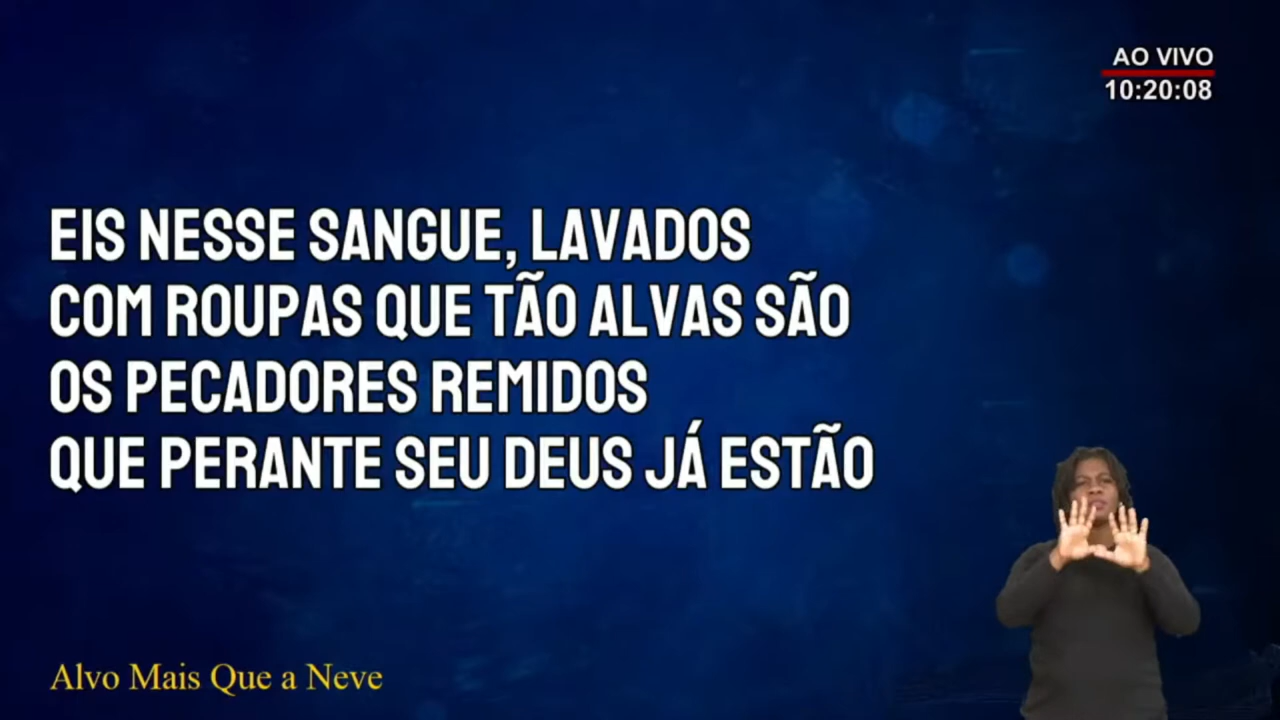 AO VIVO
10:20:08
EIS NESSE SANGUE, LAVADOS
COM ROUPAS QUE TÃO ALVAS SÃO
OS PECADORES REMIDOS
QUE PERANTE SEU DEUS JÁ ESTÃO
Alvo Mais Que a Neve